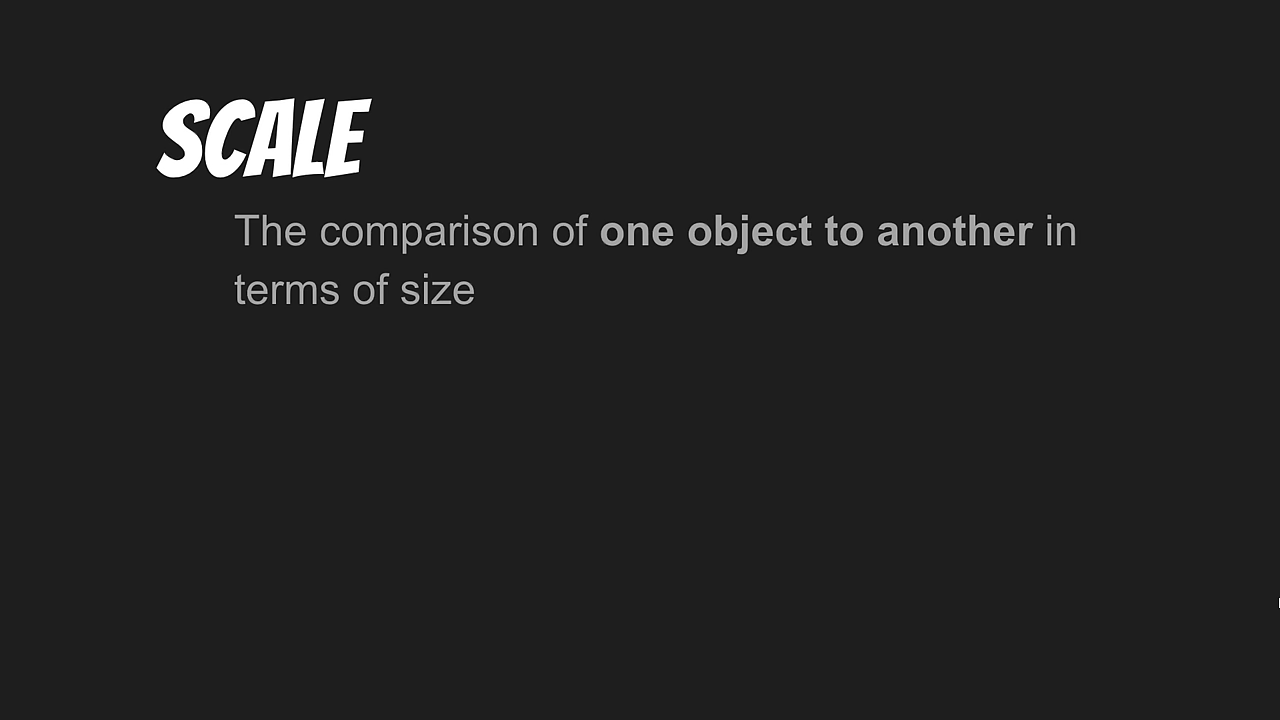 SCALE
The comparison of one object to another in
terms of size